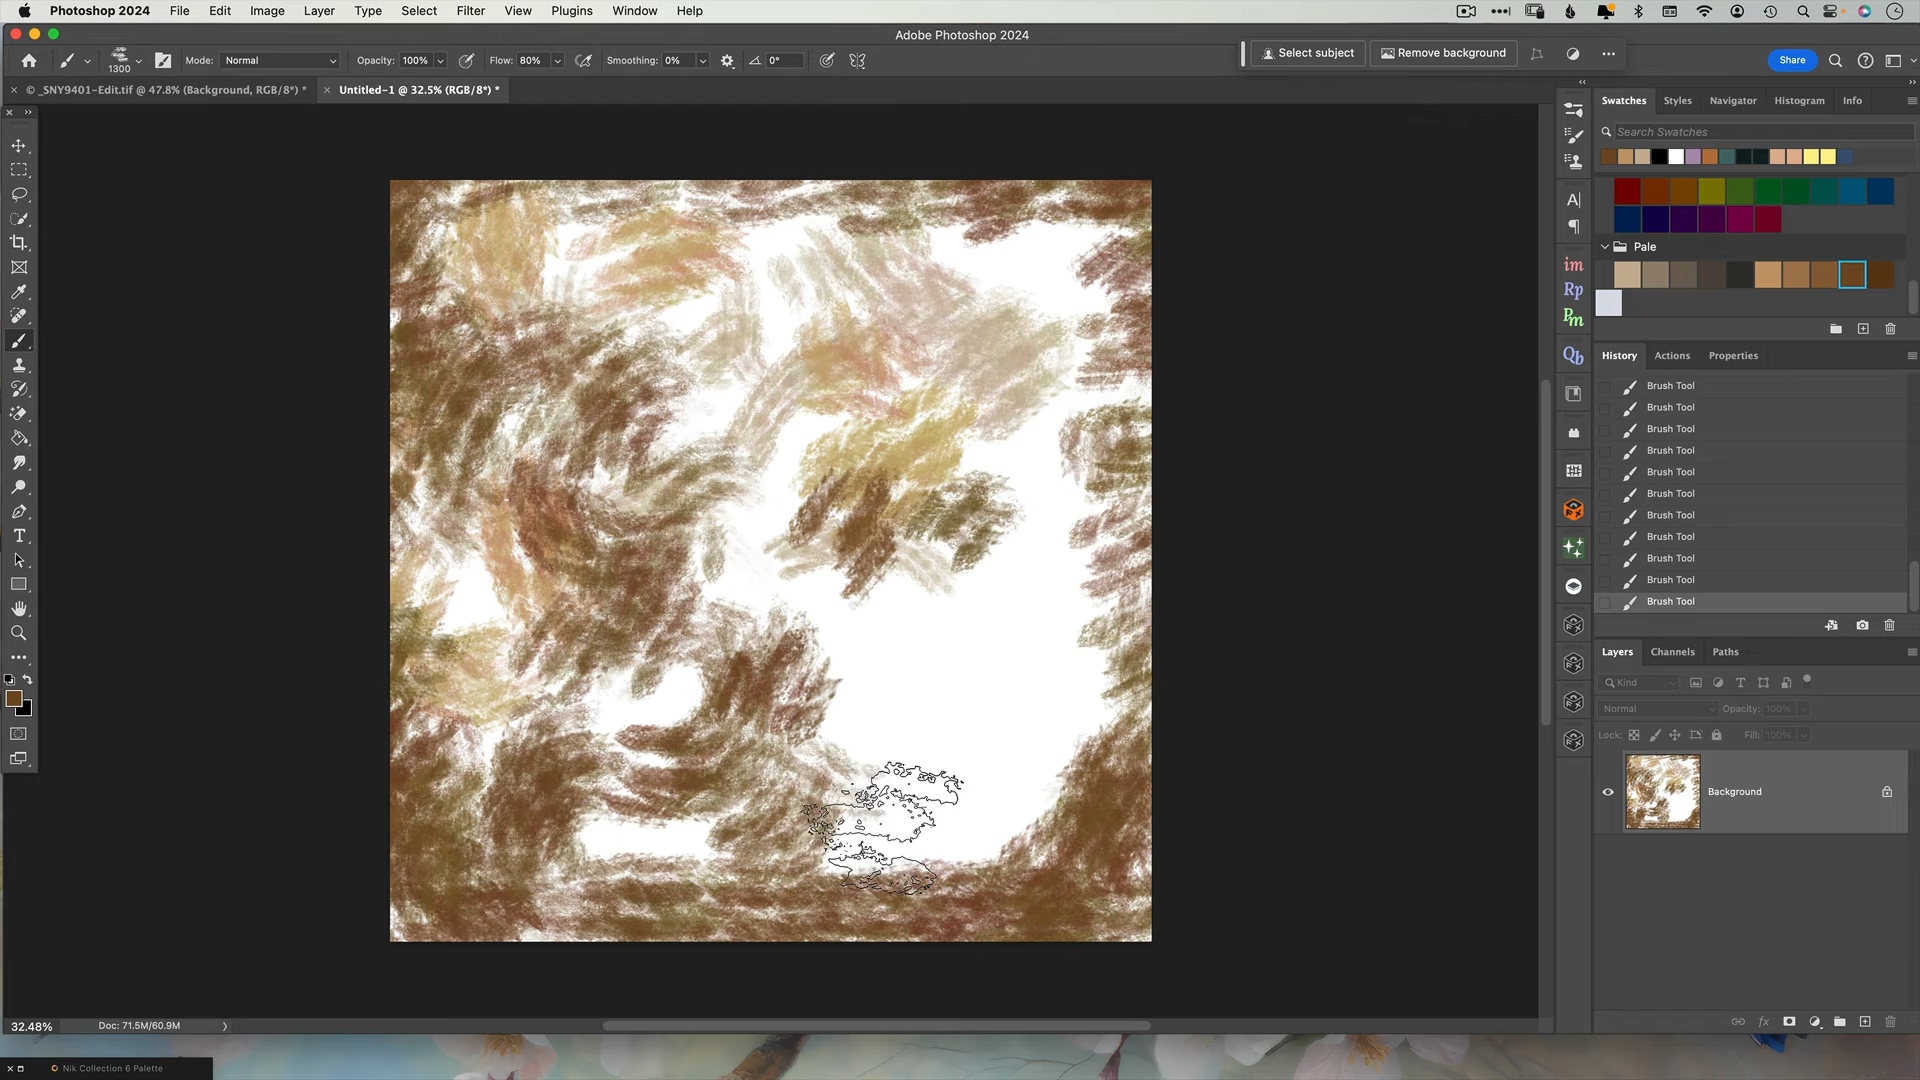 Photoshop 2024 File Edit Image Layer Type Select Filter View Plugins Window Help
Adobe Photoshop 2024
1300 Mode: Normal Opacity: 100% Flow: 80% Smoothing: 0% 0° Select subject Remove background Share
© _SNY9401-Edit.tif @ 47.8% (Background, RGB/8*) * Untitled-1 @ 32.5% (RGB/8*) *
Swatches Styles Navigator Histogram Info
Search Swatches
Pale
A|
im
Rp
Pm
Qb
T
History Actions Properties
Brush Tool
Brush Tool
Brush Tool
Brush Tool
Brush Tool
Brush Tool
Brush Tool
Brush Tool
Brush Tool
Brush Tool
Brush Tool
Layers Channels Paths
Kind
Normal Opacity: 100%
Lock: Fill: 100%
Background
fx
32.48% Doc: 71.5M/60.9M
Nik Collection 6 Palette